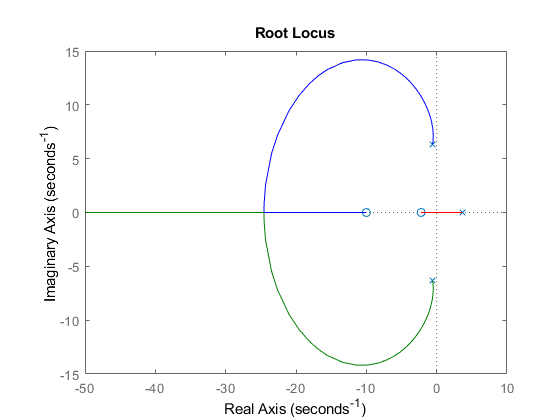 Root Locus
Imaginary Axis (seconds⁻¹)
15
10
5
0
-5
-10
-15
-50 -40 -30 -20 -10 0 10
Real Axis (seconds⁻¹)